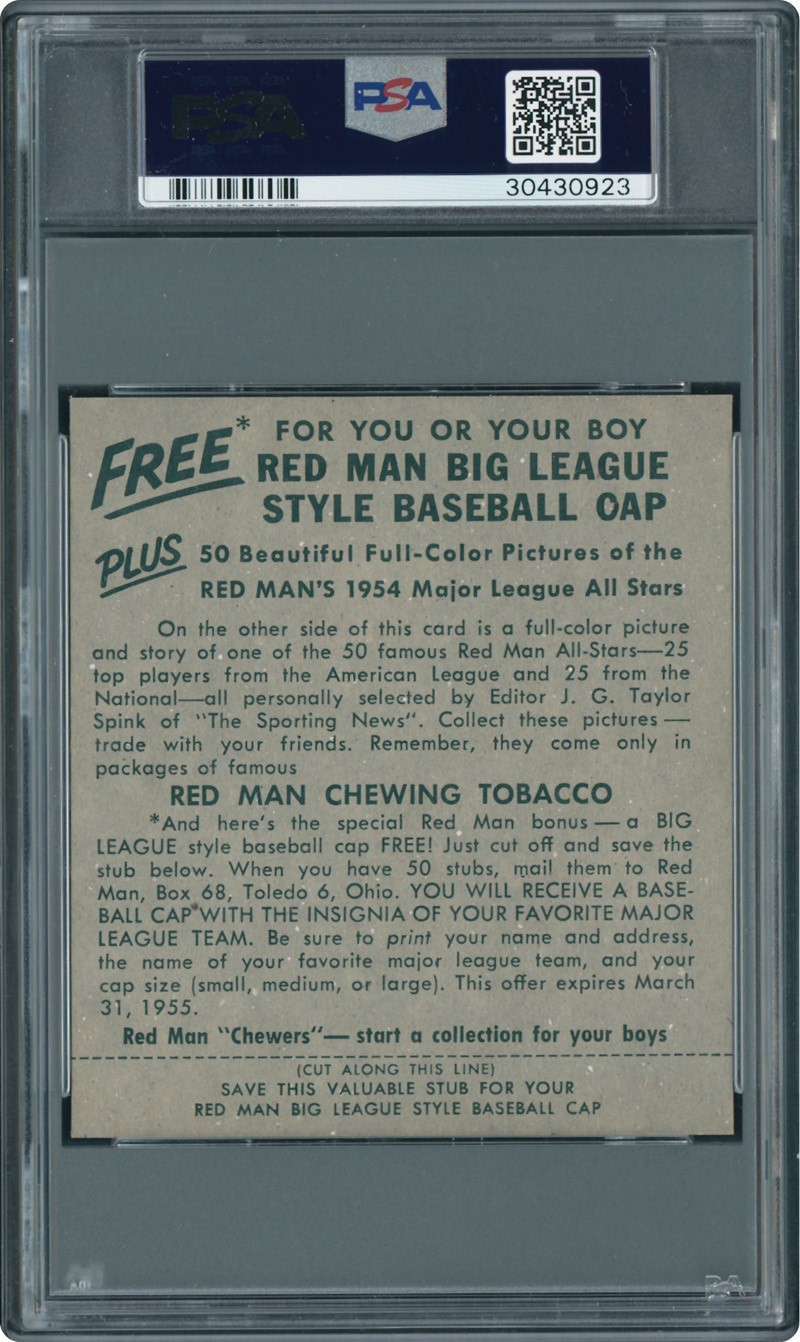 PSA
PSA
30430923
FREE* FOR YOU OR YOUR BOY
RED MAN BIG LEAGUE
STYLE BASEBALL CAP
PLUS 50 Beautiful Full-Color Pictures of the
RED MAN'S 1954 Major League All Stars
On the other side of this card is a full-color picture
and story of one of the 50 famous Red Man All-Stars—25
top players from the American League and 25 from the
National—all personally selected by Editor J. G. Taylor
Spink of "The Sporting News". Collect these pictures —
trade with your friends. Remember, they come only in
packages of famous
RED MAN CHEWING TOBACCO
*And here's the special Red Man bonus — a BIG
LEAGUE style baseball cap FREE! Just cut off and save the
stub below. When you have 50 stubs, mail them to Red
Man, Box 68, Toledo 6, Ohio. YOU WILL RECEIVE A BASE-
BALL CAP WITH THE INSIGNIA OF YOUR FAVORITE MAJOR
LEAGUE TEAM. Be sure to print your name and address,
the name of your favorite major league team, and your
cap size (small, medium, or large). This offer expires March
31, 1955.
Red Man "Chewers"— start a collection for your boys
(CUT ALONG THIS LINE)
SAVE THIS VALUABLE STUB FOR YOUR
RED MAN BIG LEAGUE STYLE BASEBALL CAP
PSA